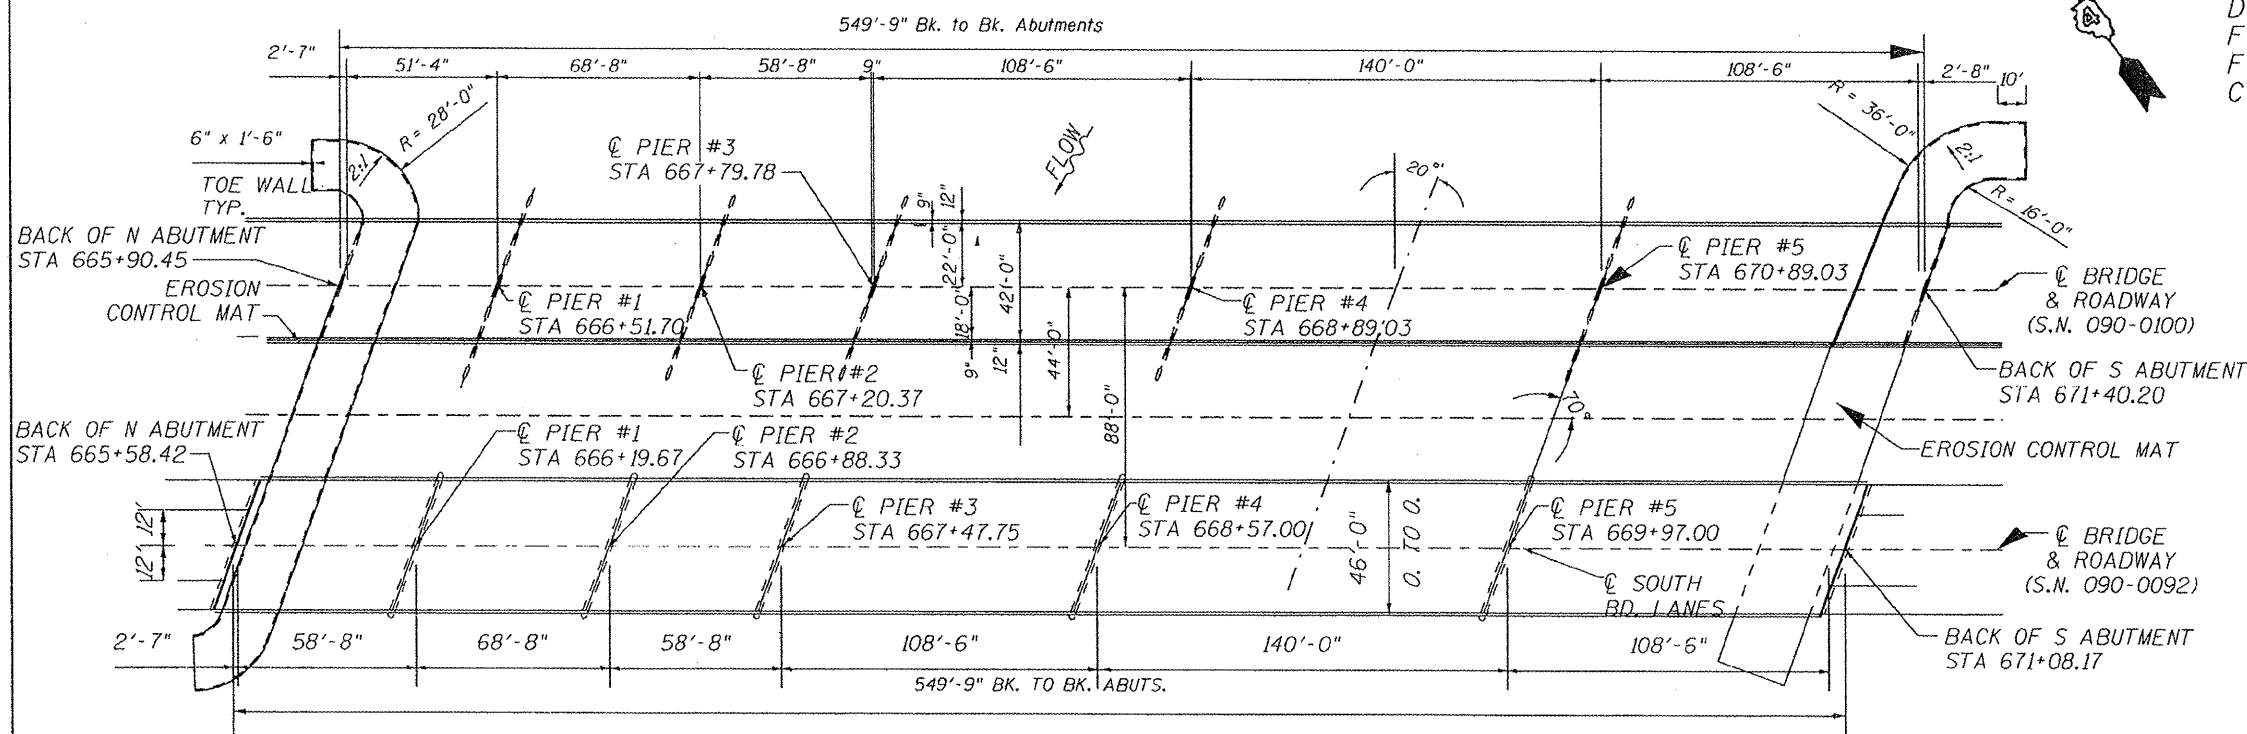 549'-9" Bk. to Bk. Abutments
D
F
F
C
2'-7"
51'-4"
68'-8"
58'-8"
9"
108'-6"
140'-0"
108'-6"
2'-8"
10'
R = 28'-0"
R = 36'-0"
6" x 1'-6"
TOE WALL
TYP.
2:1
℄ PIER #3
STA 667+79.78
FLOW
20°
2:1
R = 16'-0"
9"
12"
22'-0"
42'-0"
18'-0"
9"
12"
44'-0"
88'-0"
BACK OF N ABUTMENT
STA 665+90.45
EROSION
CONTROL MAT
℄ PIER #1
STA 666+51.70
℄ PIER #2
STA 667+20.37
℄ PIER #4
STA 668+89.03
℄ PIER #5
STA 670+89.03
℄ BRIDGE
& ROADWAY
(S.N. 090-0100)
BACK OF S ABUTMENT
STA 671+40.20
70°
EROSION CONTROL MAT
BACK OF N ABUTMENT
STA 665+58.42
℄ PIER #1
STA 666+19.67
℄ PIER #2
STA 666+88.33
℄ PIER #3
STA 667+47.75
℄ PIER #4
STA 668+57.00
46'-0"
O. TO O.
℄ PIER #5
STA 669+97.00
℄ SOUTH
BD. LANES
12'
12'
℄ BRIDGE
& ROADWAY
(S.N. 090-0092)
BACK OF S ABUTMENT
STA 671+08.17
2'-7"
58'-8"
68'-8"
58'-8"
108'-6"
140'-0"
108'-6"
549'-9" BK. TO BK. ABUTS.